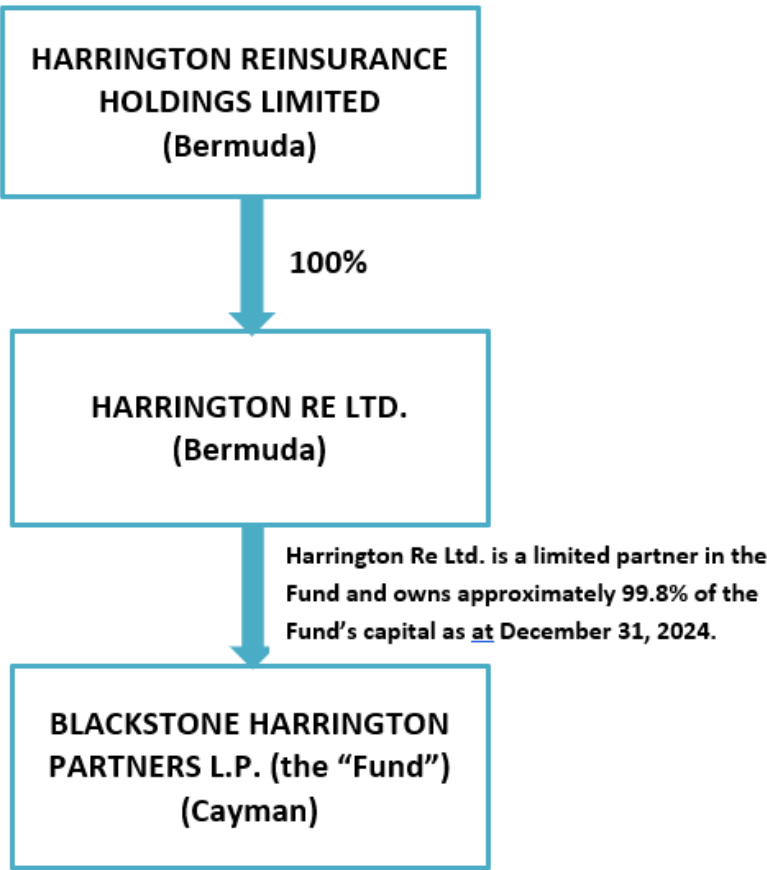 HARRINGTON REINSURANCE
HOLDINGS LIMITED
(Bermuda)
100%
HARRINGTON RE LTD.
(Bermuda)
Harrington Re Ltd. is a limited partner in the
Fund and owns approximately 99.8% of the
Fund’s capital as at December 31, 2024.
BLACKSTONE HARRINGTON
PARTNERS L.P. (the “Fund”)
(Cayman)